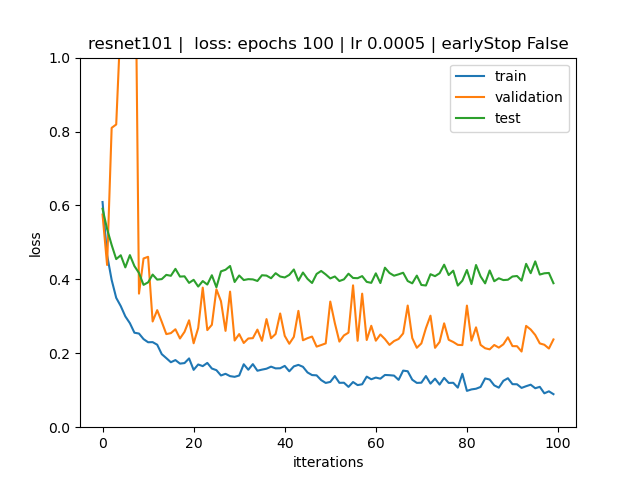 resnet101 |  loss: epochs 100 | lr 0.0005 | earlyStop False
1.0
0.8
0.6
0.4
0.2
0.0
loss
train
validation
test
0 20 40 60 80 100
itterations